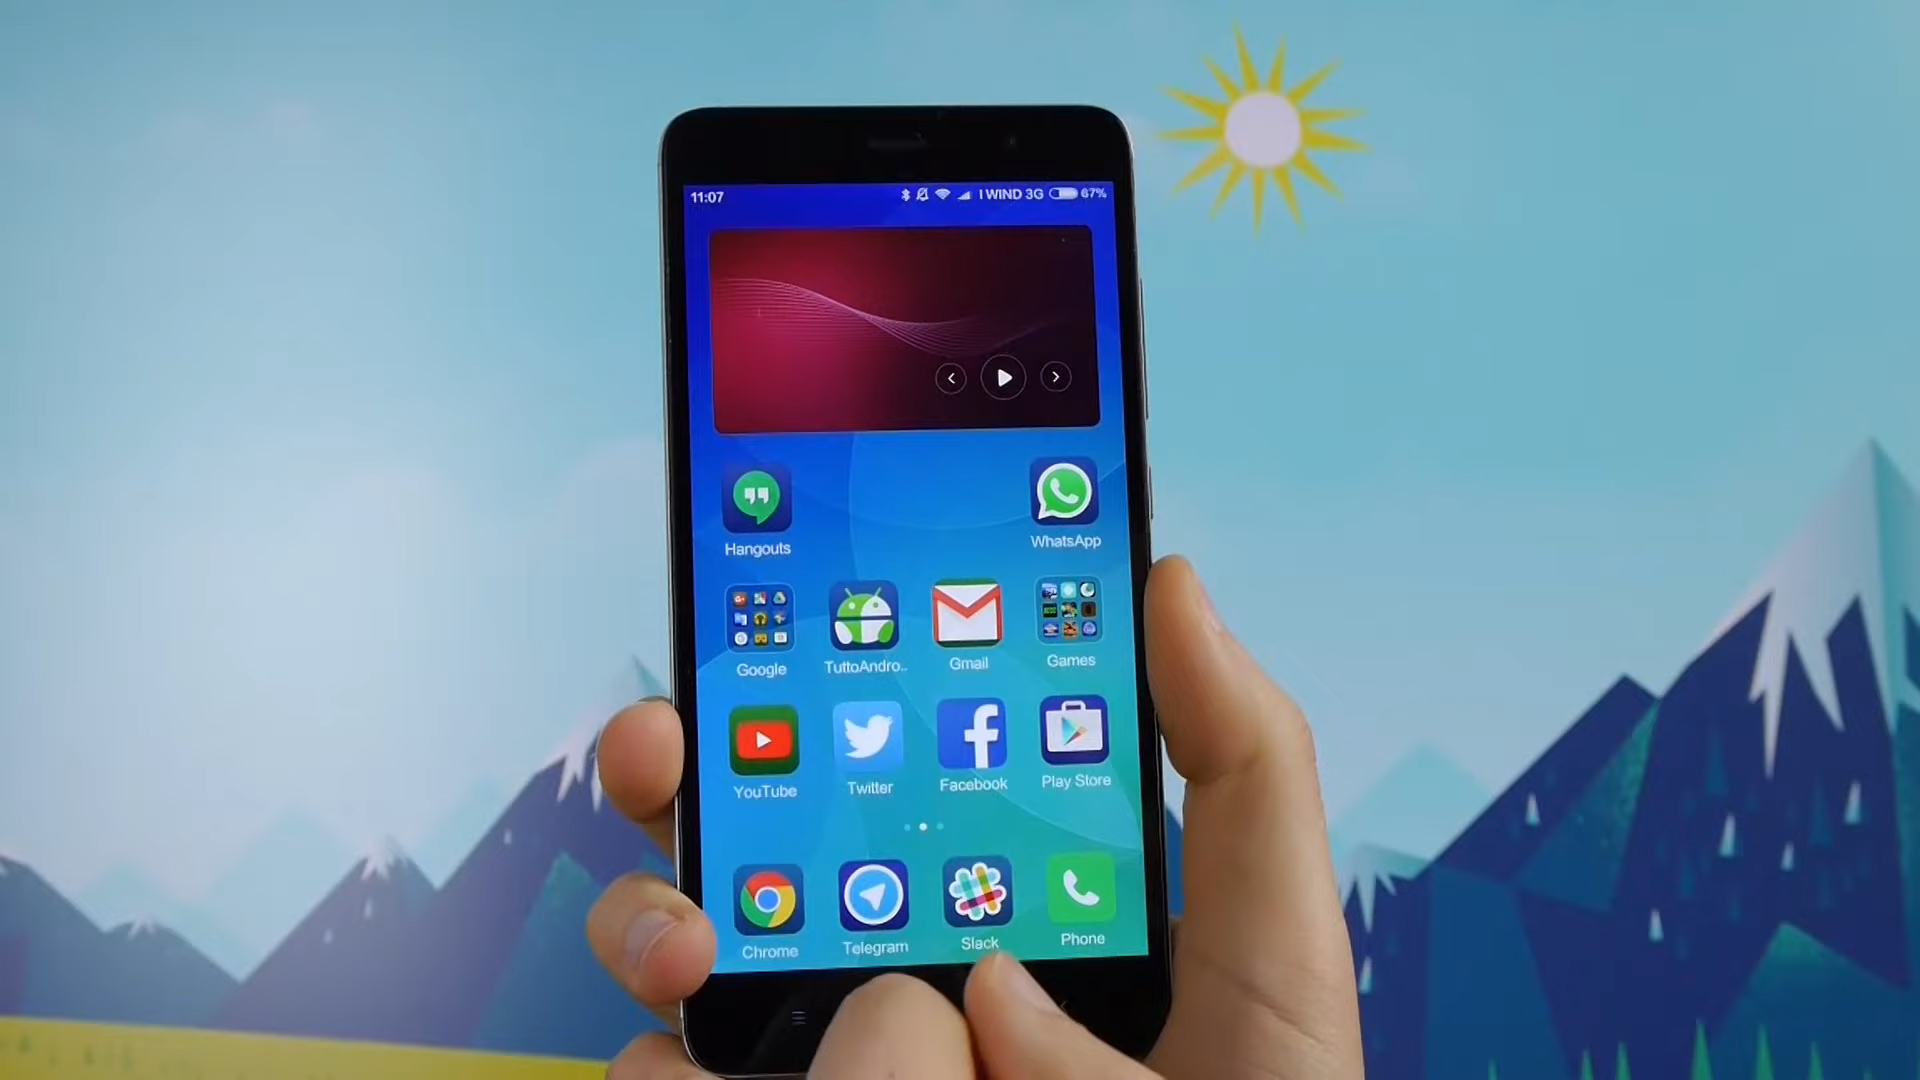 11:07 I WIND 3G 67%
Hangouts WhatsApp
Google TuttoAndro.. Gmail Games
YouTube Twitter Facebook Play Store
Chrome Telegram Slack Phone